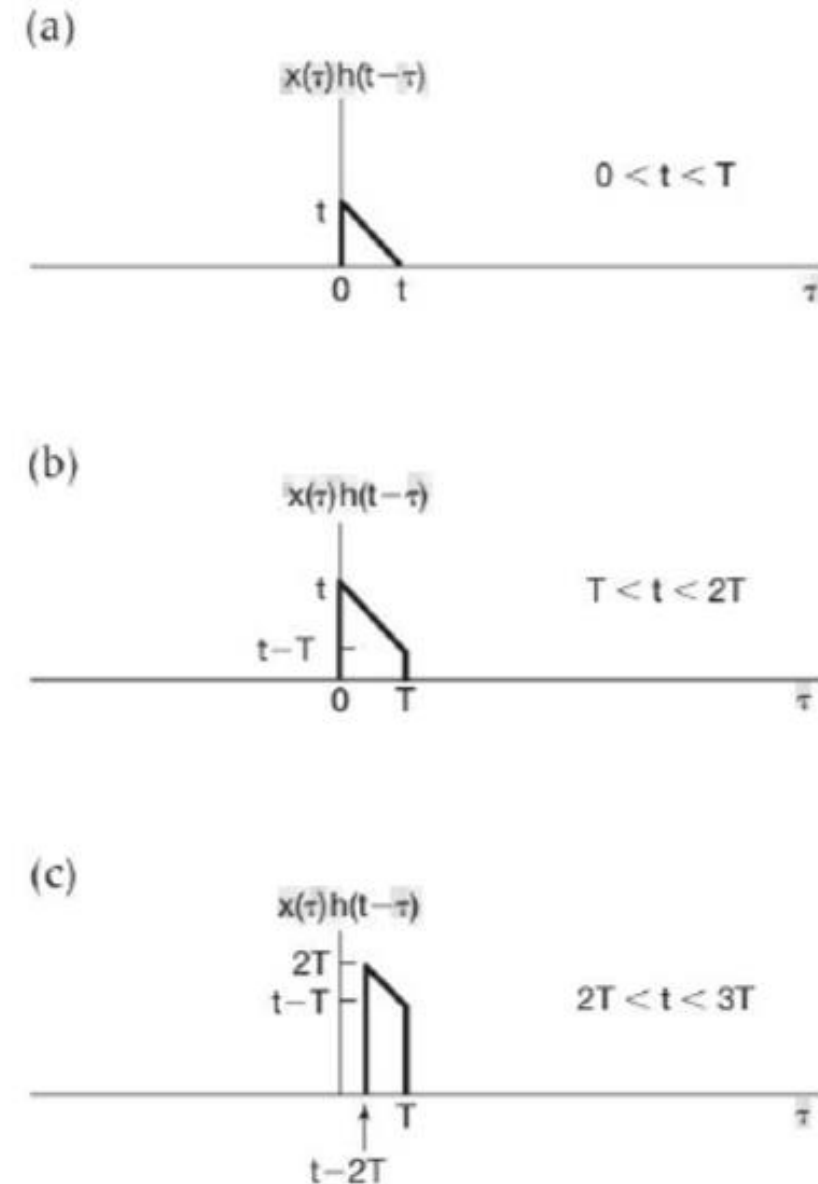 (a)
x(τ)h(t−τ)
0 < t < T
t
0 t τ
(b)
x(τ)h(t−τ)
T < t < 2T
t
t−T
0 T τ
(c)
x(τ)h(t−τ)
2T
t−T
2T < t < 3T
T τ
t−2T